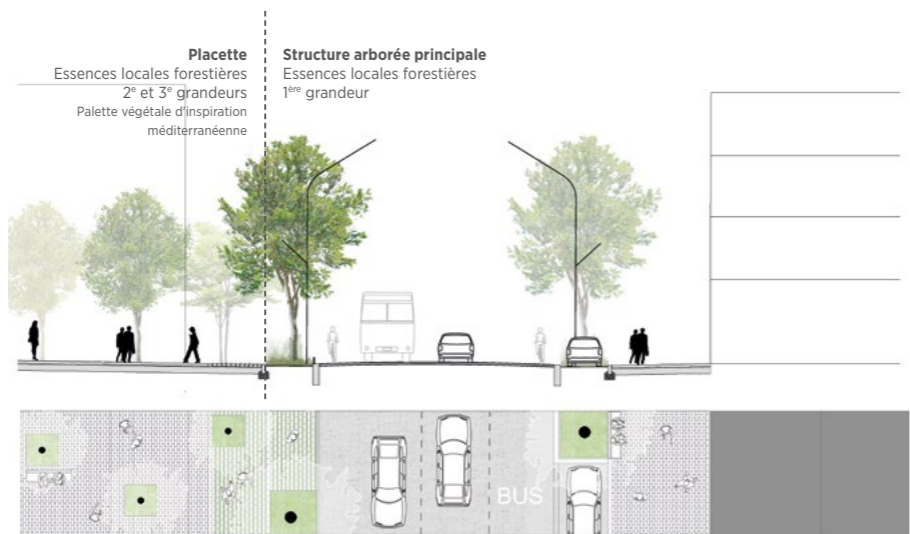 Placette
Essences locales forestières
2e et 3e grandeurs
Palette végétale d'inspiration
méditerranéenne
Structure arborée principale
Essences locales forestières
1ère grandeur
BUS